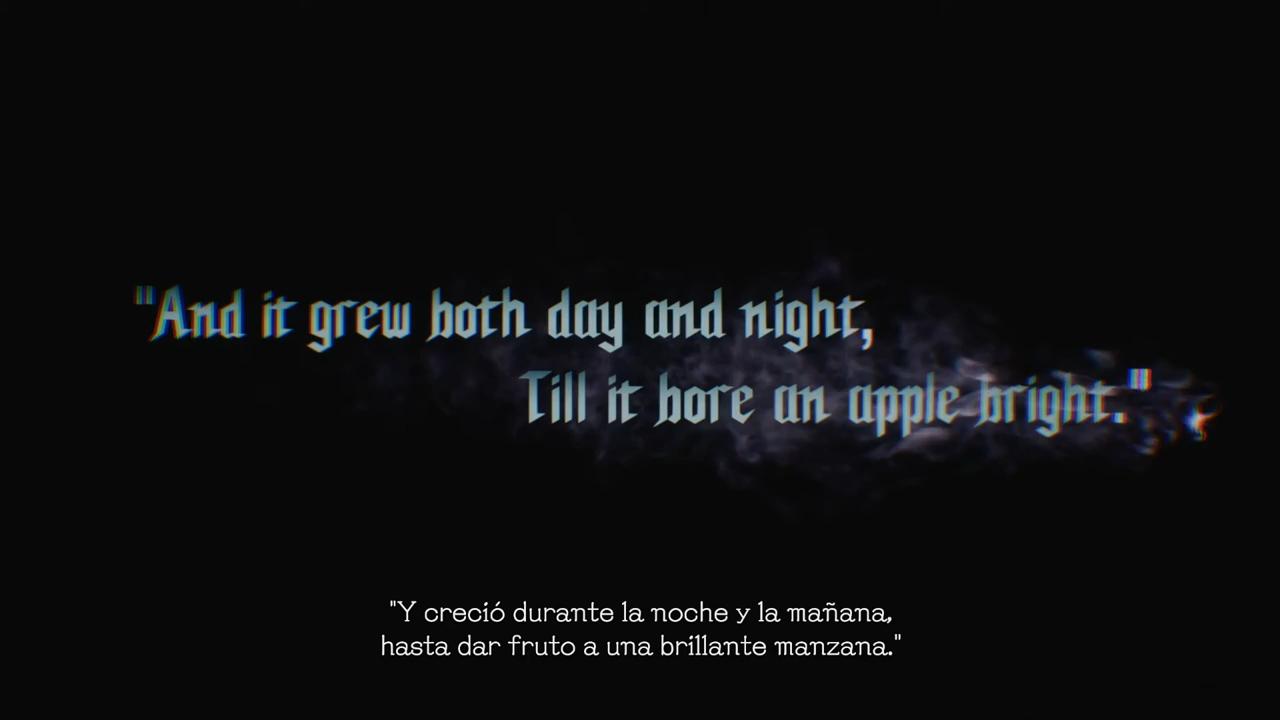 "And it grew both day and night,
Till it bore an apple bright."
"Y creció durante la noche y la mañana,
hasta dar fruto a una brillante manzana."